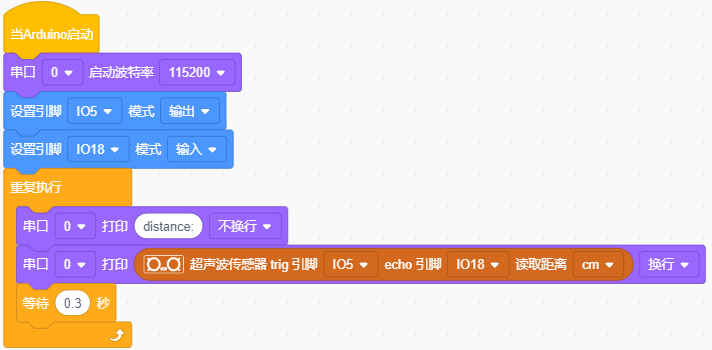 当Arduino启动
串口 0 启动波特率 115200
设置引脚 IO5 模式 输出
设置引脚 IO18 模式 输入
重复执行
串口 0 打印 distance: 不换行
串口 0 打印 超声波传感器 trig 引脚 IO5 echo 引脚 IO18 读取距离 cm 换行
等待 0.3 秒